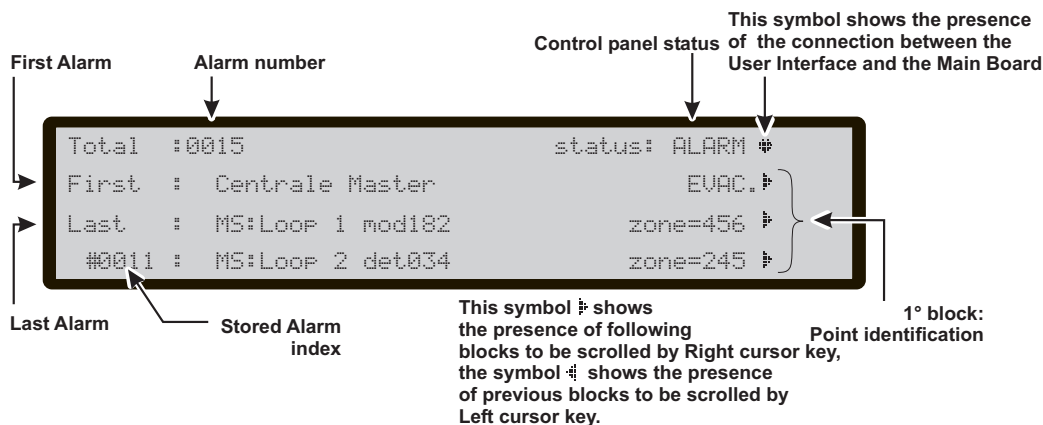 This symbol shows the presence
of the connection between the
User Interface and the Main Board
Control panel status
First Alarm
Alarm number
Total :0015 status: ALARM
First : Centrale Master EVAC.
Last : MS:Loop 1 mod182 zone=456
#0011 : MS:Loop 2 det034 zone=245
Last Alarm
Stored Alarm
index
This symbol shows
the presence of following
blocks to be scrolled by Right cursor key,
the symbol shows the presence
of previous blocks to be scrolled by
Left cursor key.
1° block:
Point identification